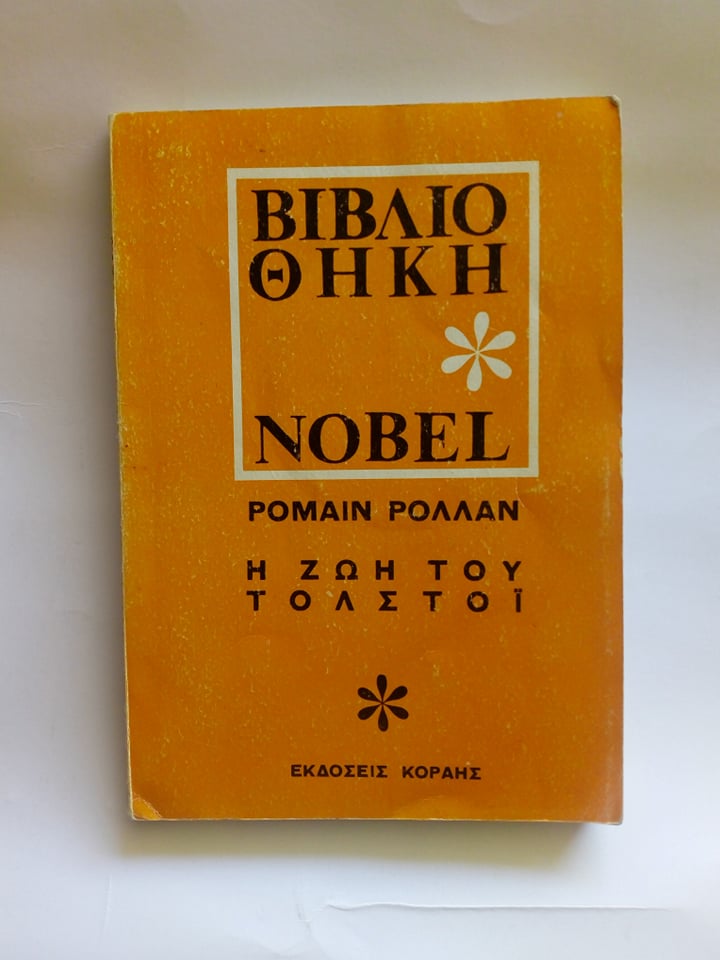 ΒΙΒΛΙΟ
ΘΗΚΗ
NOBEL
ΡΟΜΑΙΝ ΡΟΛΛΑΝ
Η ΖΩΗ ΤΟΥ
ΤΟΛΣΤΟΪ
ΕΚΔΟΣΕΙΣ ΚΟΡΑΗΣ